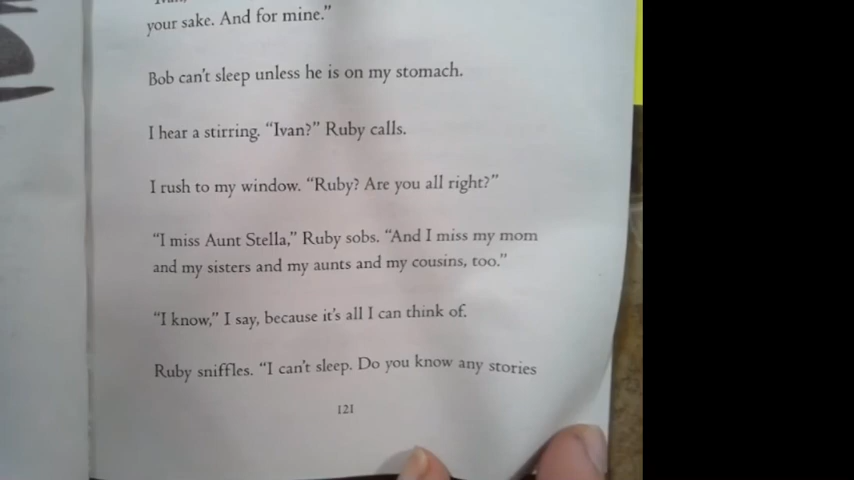 your sake. And for mine.”
Bob can’t sleep unless he is on my stomach.
I hear a stirring. “Ivan?” Ruby calls.
I rush to my window. “Ruby? Are you all right?”
“I miss Aunt Stella,” Ruby sobs. “And I miss my mom
and my sisters and my aunts and my cousins, too.”
“I know,” I say, because it’s all I can think of.
Ruby sniffles. “I can’t sleep. Do you know any stories
121